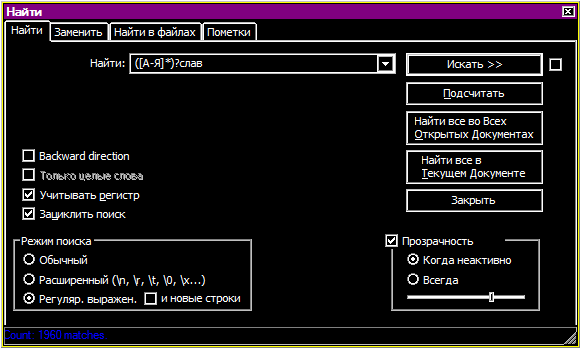 Найти
Найти
Заменить
Найти в файлах
Пометки
Найти: ([А-Я]*)?слав
Искать >>
Подсчитать
Найти все во Всех
Открытых Документах
Найти все в
Текущем Документе
Закрыть
Backward direction
Только целые слова
Учитывать регистр
Зациклить поиск
Режим поиска
Обычный
Расширенный (\n, \r, \t, \0, \x...)
Регуляр. выражен. и новые строки
Прозрачность
Когда неактивно
Всегда
Count: 1960 matches.